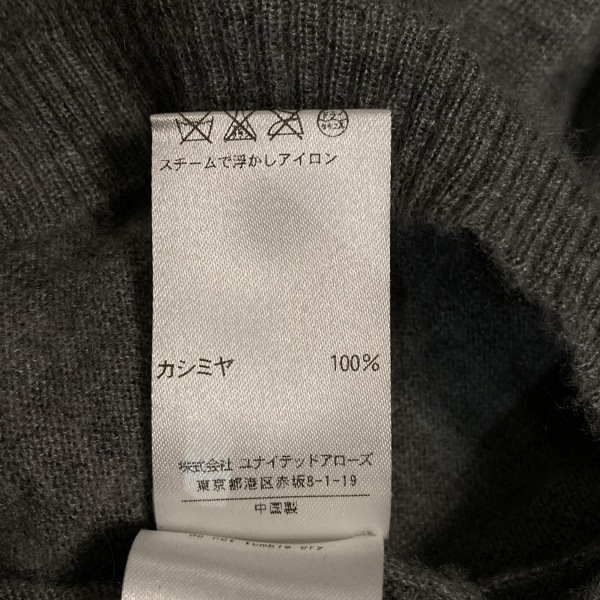 スチームで浮かしアイロン
カシミヤ 100%
株式会社 ユナイテッドアローズ
東京都港区赤坂8-1-19
中国製
Do not tumble dry